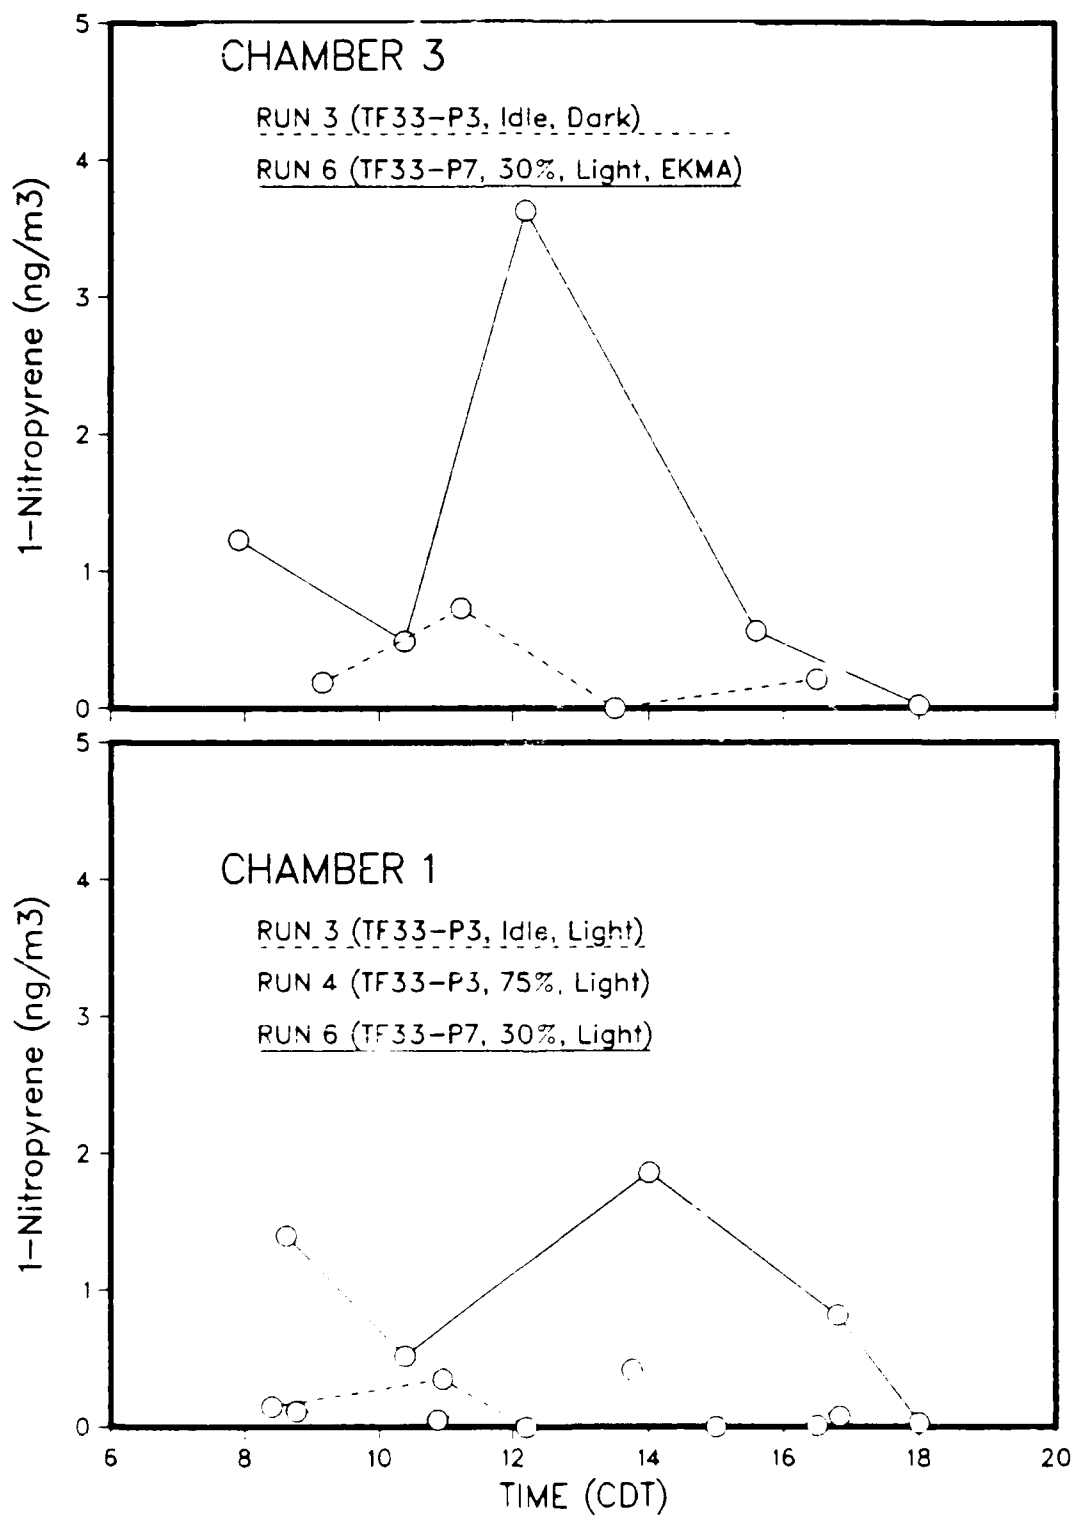 5
CHAMBER 3
RUN 3 (TF33-P3, Idle, Dark)
4
RUN 6 (TF33-P7, 30%, Light, EKMA)
3
2
1
0
1-Nitropyrene (ng/m3)
5
CHAMBER 1
4
RUN 3 (TF33-P3, Idle, Light)
RUN 4 (TF33-P3, 75%, Light)
3
RUN 6 (TF33-P7, 30%, Light)
2
1
0
1-Nitropyrene (ng/m3)
6 8 10 12 14 16 18 20
TIME (CDT)